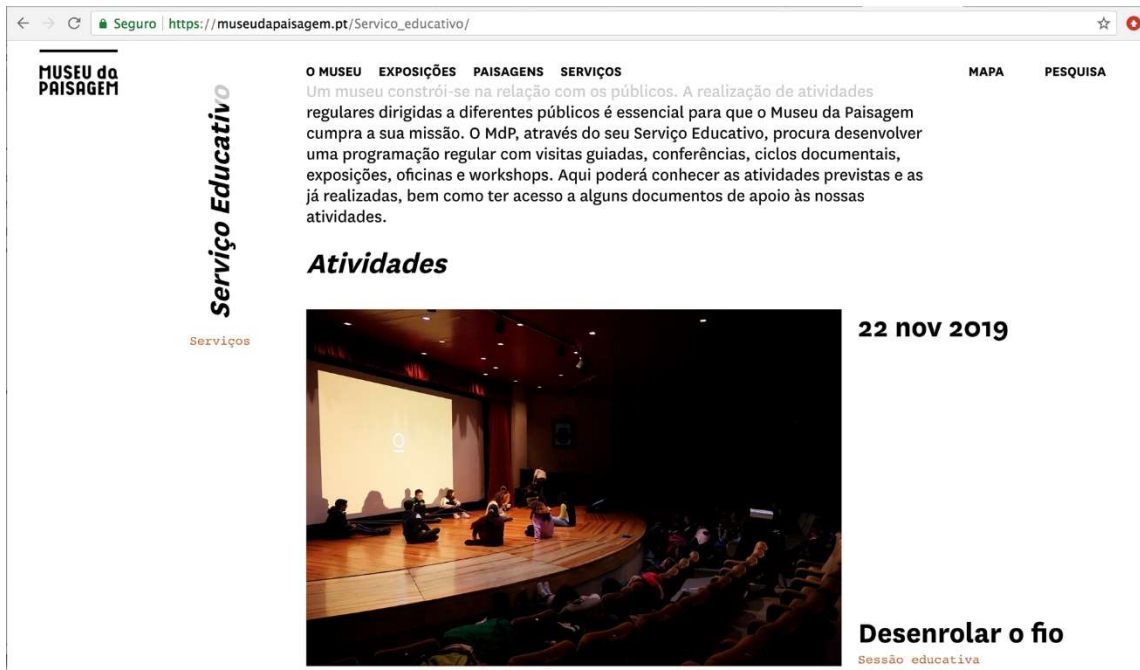 Seguro | https://museudapaisagem.pt/Servico_educativo/
MUSEU da
PAISAGEM
O MUSEU EXPOSIÇÕES PAISAGENS SERVIÇOS
MAPA PESQUISA
Serviço Educativo
Serviços
Um museu constrói-se na relação com os públicos. A realização de atividades
regulares dirigidas a diferentes públicos é essencial para que o Museu da Paisagem
cumpra a sua missão. O MdP, através do seu Serviço Educativo, procura desenvolver
uma programação regular com visitas guiadas, conferências, ciclos documentais,
exposições, oficinas e workshops. Aqui poderá conhecer as atividades previstas e as
já realizadas, bem como ter acesso a alguns documentos de apoio às nossas
atividades.
Atividades
22 nov 2019
Desenrolar o fio
Sessão educativa